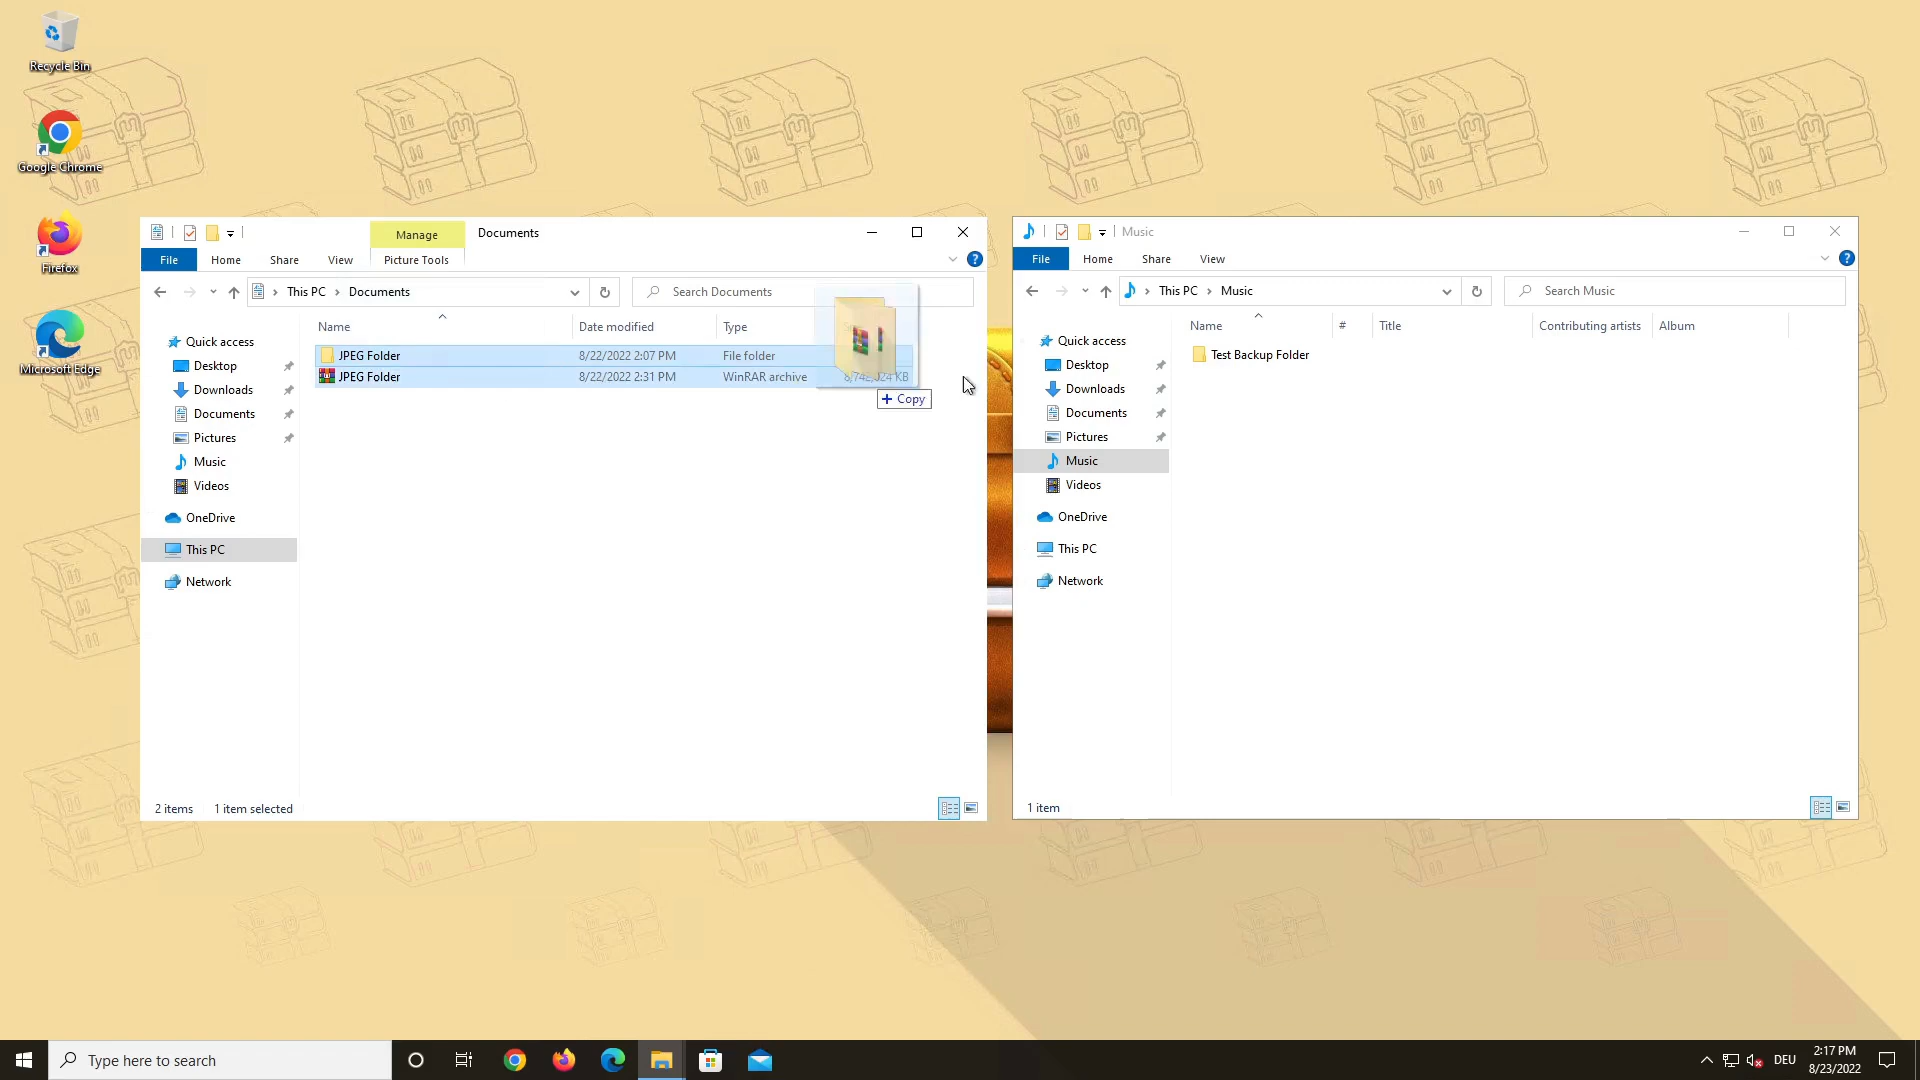 Recycle Bin
Google Chrome
Firefox
Microsoft Edge
Manage
Documents
File
Home
Share
View
Picture Tools
This PC
Documents
Search Documents
Name
Date modified
Type
JPEG Folder
8/22/2022 2:07 PM
File folder
JPEG Folder
8/22/2022 2:31 PM
WinRAR archive
Copy
Quick access
Desktop
Downloads
Documents
Pictures
Music
Videos
OneDrive
This PC
Network
2 items
1 item selected
Music
File
Home
Share
View
This PC
Music
Search Music
Name
#
Title
Contributing artists
Album
Test Backup Folder
Quick access
Desktop
Downloads
Documents
Pictures
Music
Videos
OneDrive
This PC
Network
1 item
Type here to search
DEU
2:17 PM
8/23/2022